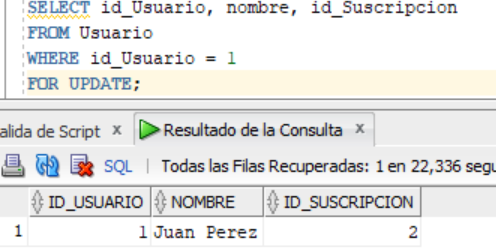 SELECT id_Usuario, nombre, id_Suscripcion
FROM Usuario
WHERE id_Usuario = 1
FOR UPDATE;
alida de Script x Resultado de la Consulta x
SQL | Todas las Filas Recuperadas: 1 en 22,336 segu
ID_USUARIO NOMBRE ID_SUSCRIPCION
1 1 Juan Perez 2